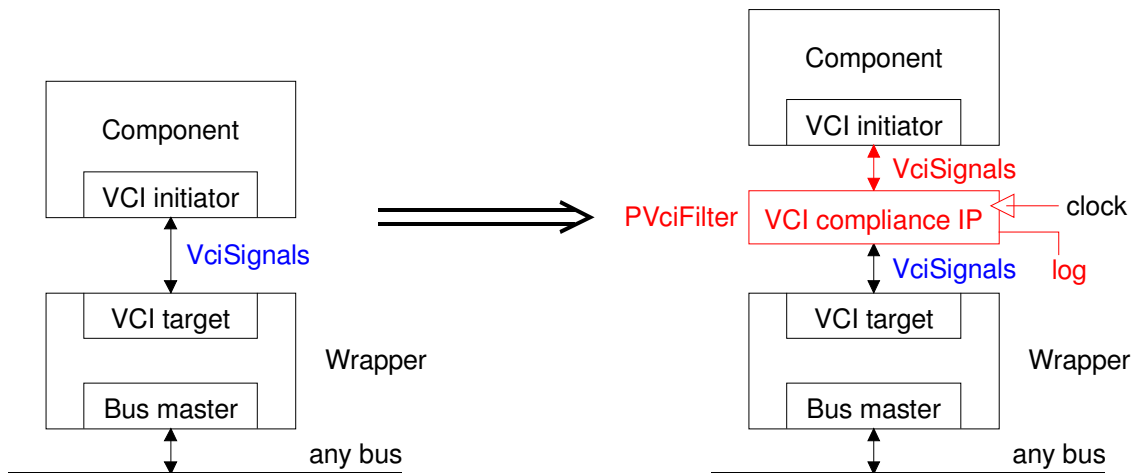 Component
VCI initiator
VciSignals
VCI target
Wrapper
Bus master
any bus
Component
VCI initiator
VciSignals
PVciFilter
VCI compliance IP
clock
log
VciSignals
VCI target
Wrapper
Bus master
any bus